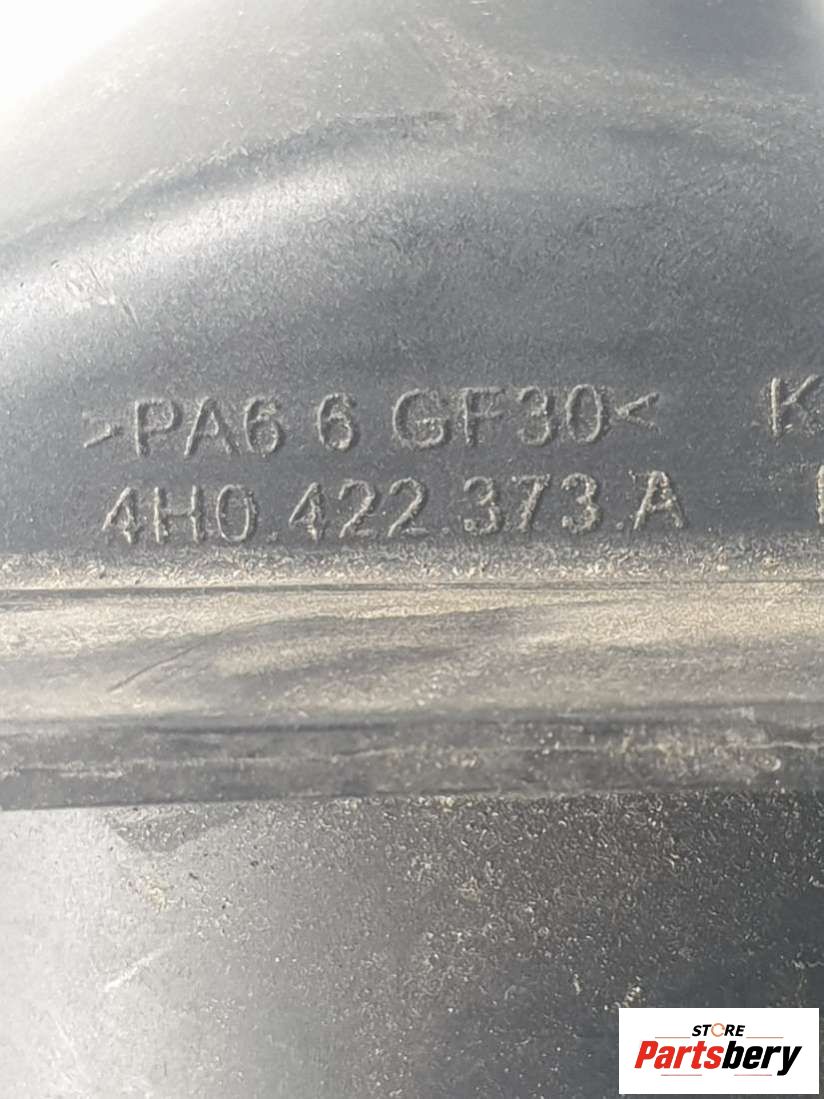 >PA6 6 GF30< K
4H0.422.373.A
STORE
Partsbery